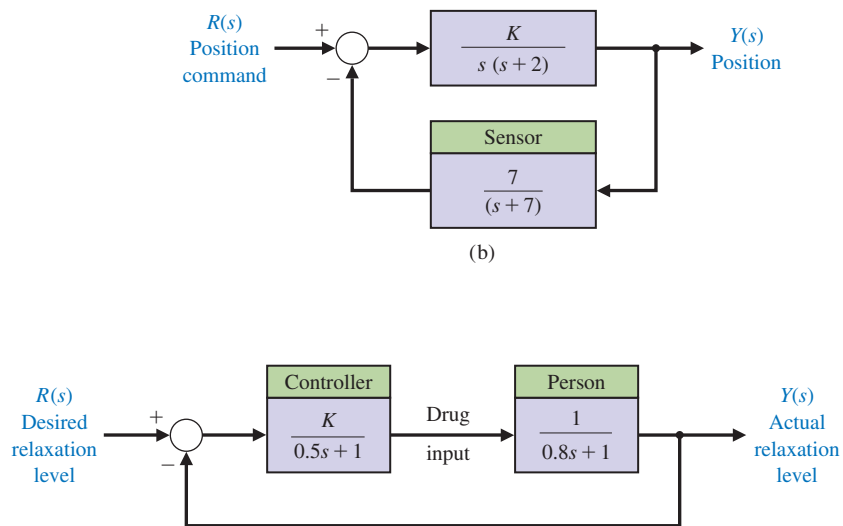 R(s)
Position
command
+
−
K
s (s + 2)
Y(s)
Position
Sensor
7
(s + 7)
(b)
R(s)
Desired
relaxation
level
+
−
Controller
K
0.5s + 1
Drug
input
Person
1
0.8s + 1
Y(s)
Actual
relaxation
level